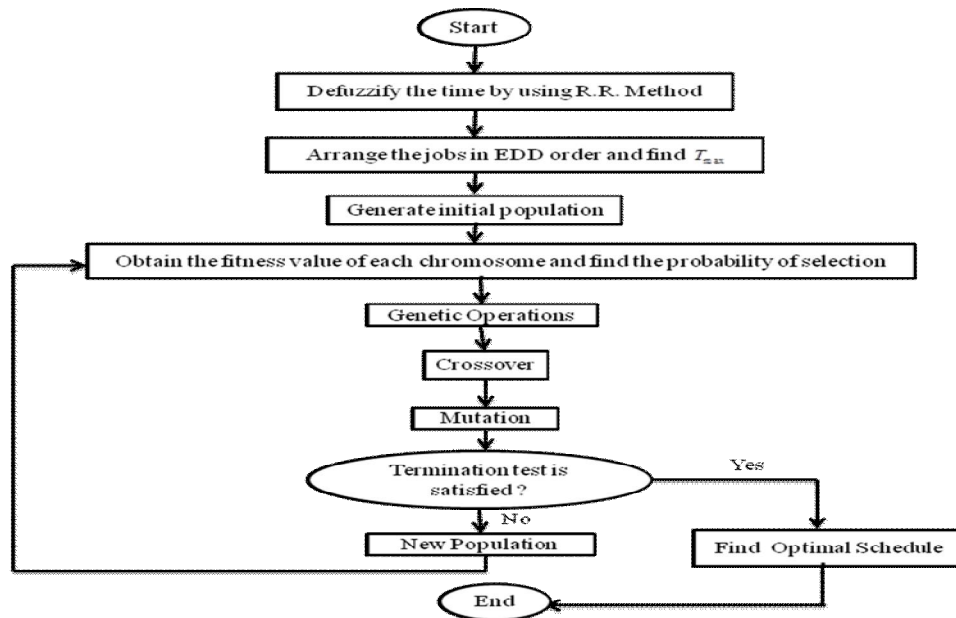 Start
Defuzzify the time by using R.R. Method
Arrange the jobs in EDD order and find T
Generate initial population
Obtain the fitness value of each chromosome and find the probability of selection
Genetic Operations
Crossover
Mutation
Termination test is
satisfied ?
Yes
No
New Population
Find Optimal Schedule
End